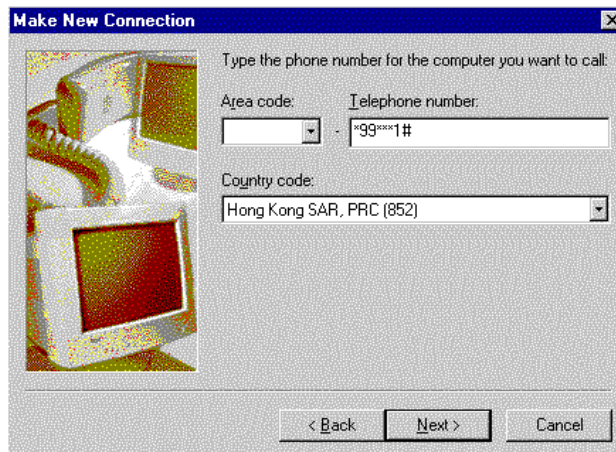 Make New Connection
Type the phone number for the computer you want to call:
Area code: Telephone number:
- *99***1#
Country code:
Hong Kong SAR, PRC (852)
< Back Next > Cancel